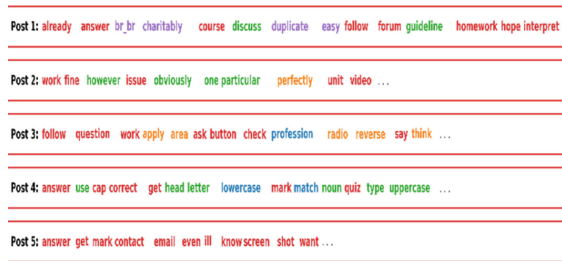 Post 1: already answer br_br charitably course discuss duplicate easy follow forum guideline homework hope interpret
Post 2: work fine however issue obviously one particular perfectly unit video ...
Post 3: follow question work apply area ask button check profession radio reverse say think ...
Post 4: answer use cap correct get head letter lowercase mark match noun quiz type uppercase ...
Post 5: answer get mark contact email even ill know screen shot want ...